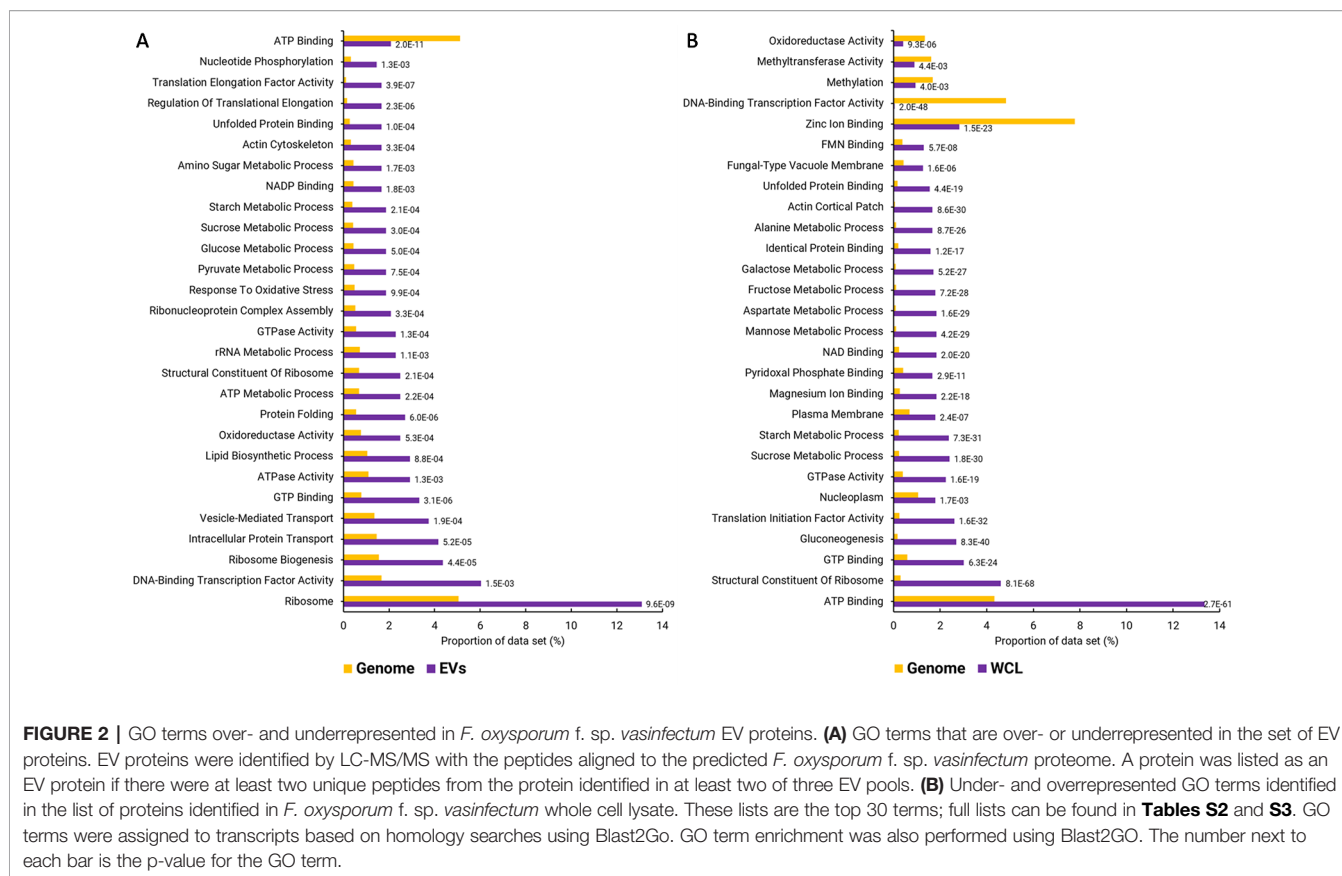 A
ATP Binding 2.0E-11
Nucleotide Phosphorylation 1.3E-03
Translation Elongation Factor Activity 3.9E-07
Regulation Of Translational Elongation 2.3E-06
Unfolded Protein Binding 1.0E-04
Actin Cytoskeleton 3.3E-04
Amino Sugar Metabolic Process 1.7E-03
NADP Binding 1.8E-03
Starch Metabolic Process 2.1E-04
Sucrose Metabolic Process 3.0E-04
Glucose Metabolic Process 5.0E-04
Pyruvate Metabolic Process 7.5E-04
Response To Oxidative Stress 9.9E-04
Ribonucleoprotein Complex Assembly 3.3E-04
GTPase Activity 1.3E-04
rRNA Metabolic Process 1.1E-03
Structural Constituent Of Ribosome 2.1E-04
ATP Metabolic Process 2.2E-04
Protein Folding 6.0E-06
Oxidoreductase Activity 5.3E-04
Lipid Biosynthetic Process 8.8E-04
ATPase Activity 1.3E-03
GTP Binding 3.1E-06
Vesicle-Mediated Transport 1.9E-04
Intracellular Protein Transport 5.2E-05
Ribosome Biogenesis 4.4E-05
DNA-Binding Transcription Factor Activity 1.5E-03
Ribosome 9.6E-09
0 2 4 6 8 10 12 14
Proportion of data set (%)
Genome EVs
B
Oxidoreductase Activity 9.3E-06
Methyltransferase Activity 4.4E-03
Methylation 4.0E-03
DNA-Binding Transcription Factor Activity 2.0E-48
Zinc Ion Binding 1.5E-23
FMN Binding 5.7E-08
Fungal-Type Vacuole Membrane 1.6E-06
Unfolded Protein Binding 4.4E-19
Actin Cortical Patch 8.6E-30
Alanine Metabolic Process 8.7E-26
Identical Protein Binding 1.2E-17
Galactose Metabolic Process 5.2E-27
Fructose Metabolic Process 7.2E-28
Aspartate Metabolic Process 1.6E-29
Mannose Metabolic Process 4.2E-29
NAD Binding 2.0E-20
Pyridoxal Phosphate Binding 2.9E-11
Magnesium Ion Binding 2.2E-18
Plasma Membrane 2.4E-07
Starch Metabolic Process 7.3E-31
Sucrose Metabolic Process 1.8E-30
GTPase Activity 1.6E-19
Nucleoplasm 1.7E-03
Translation Initiation Factor Activity 1.6E-32
Gluconeogenesis 8.3E-40
GTP Binding 6.3E-24
Structural Constituent Of Ribosome 8.1E-68
ATP Binding 2.7E-61
0 2 4 6 8 10 12 14
Proportion of data set (%)
Genome WCL
FIGURE 2 | GO terms over- and underrepresented in F. oxysporum f. sp. vasinfectum EV proteins. (A) GO terms that are over- or underrepresented in the set of EV
proteins. EV proteins were identified by LC-MS/MS with the peptides aligned to the predicted F. oxysporum f. sp. vasinfectum proteome. A protein was listed as an
EV protein if there were at least two unique peptides from the protein identified in at least two of three EV pools. (B) Under- and overrepresented GO terms identified
in the list of proteins identified in F. oxysporum f. sp. vasinfectum whole cell lysate. These lists are the top 30 terms; full lists can be found in Tables S2 and S3. GO
terms were assigned to transcripts based on homology searches using Blast2Go. GO term enrichment was also performed using Blast2GO. The number next to
each bar is the p-value for the GO term.